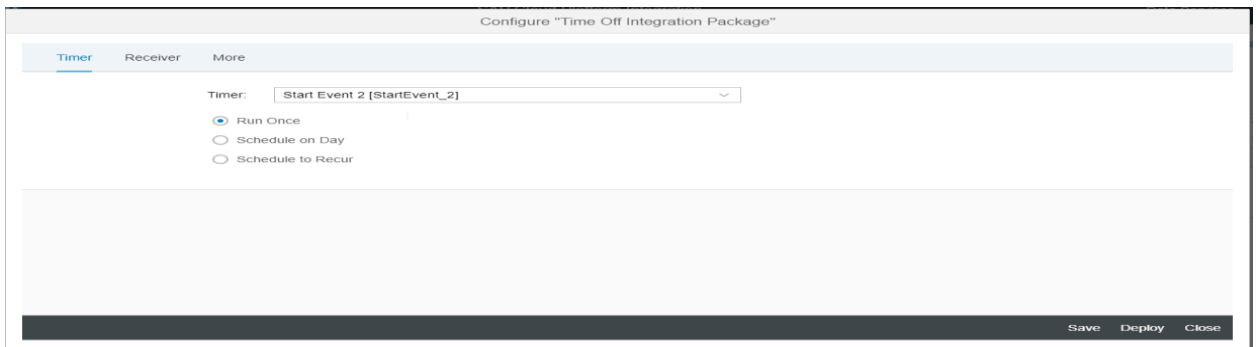 Configure "Time Off Integration Package"
Timer Receiver More
Timer: Start Event 2 [StartEvent_2]
Run Once
Schedule on Day
Schedule to Recur
Save Deploy Close